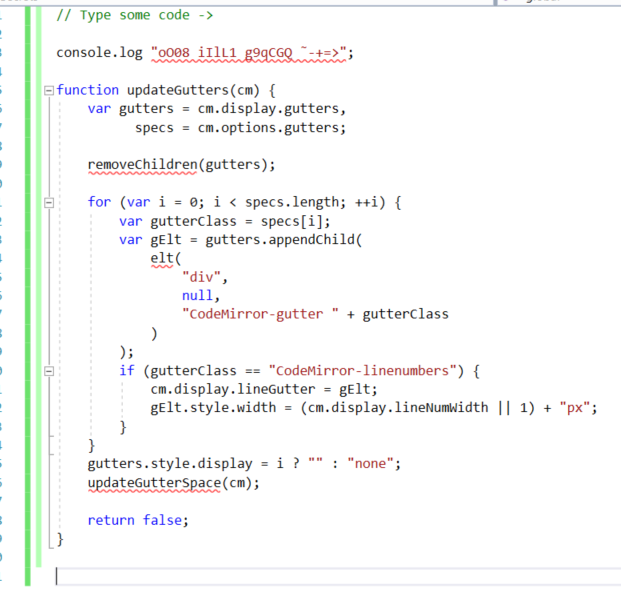 // Type some code ->
console.log "oO08 iIlL1 g9qCGQ ~-+=>";
function updateGutters(cm) {
    var gutters = cm.display.gutters,
          specs = cm.options.gutters;
    removeChildren(gutters);
    for (var i = 0; i < specs.length; ++i) {
        var gutterClass = specs[i];
        var gElt = gutters.appendChild(
            elt(
                "div",
                null,
                "CodeMirror-gutter " + gutterClass
            )
        );
        if (gutterClass == "CodeMirror-linenumbers") {
            cm.display.lineGutter = gElt;
            gElt.style.width = (cm.display.lineNumWidth || 1) + "px";
        }
    }
    gutters.style.display = i ? "" : "none";
    updateGutterSpace(cm);
    return false;
}